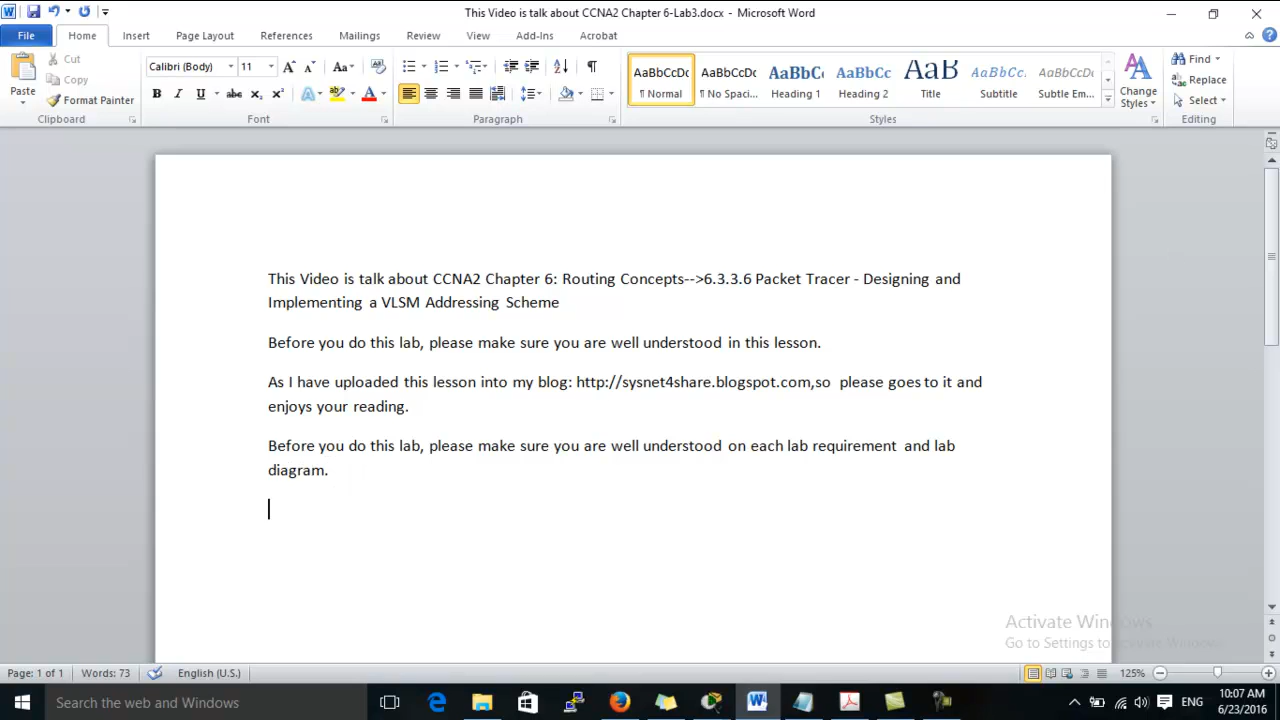 This Video is talk about CCNA2 Chapter 6-Lab3.docx - Microsoft Word
File Home Insert Page Layout References Mailings Review View Add-Ins Acrobat
Paste
Cut
Copy
Format Painter
Clipboard
Calibri (Body) 11
Font
Paragraph
AaBbCcDc AaBbCcDc AaBbC AaBbCc AaB AaBbCc. AaBbCcDc
¶ Normal ¶ No Spaci... Heading 1 Heading 2 Title Subtitle Subtle Em...
Styles
Change
Styles
Find
Replace
Select
Editing
This Video is talk about CCNA2 Chapter 6: Routing Concepts-->6.3.3.6 Packet Tracer - Designing and
Implementing a VLSM Addressing Scheme
Before you do this lab, please make sure you are well understood in this lesson.
As I have uploaded this lesson into my blog: http://sysnet4share.blogspot.com,so please goes to it and
enjoys your reading.
Before you do this lab, please make sure you are well understood on each lab requirement and lab
diagram.
Activate Windows
Go to Settings to activate Windows.
Page: 1 of 1 Words: 73 English (U.S.) 125%
Search the web and Windows
ENG
10:07 AM
6/23/2016